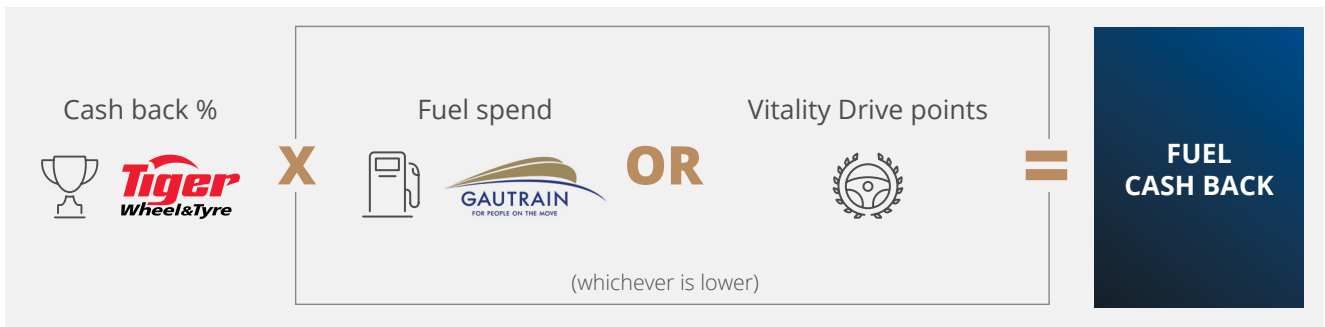 Cash back %
Tiger
Wheel&Tyre
X
Fuel spend
GAUTRAIN
FOR PEOPLE ON THE MOVE
OR
Vitality Drive points
(whichever is lower)
=
FUEL
CASH BACK